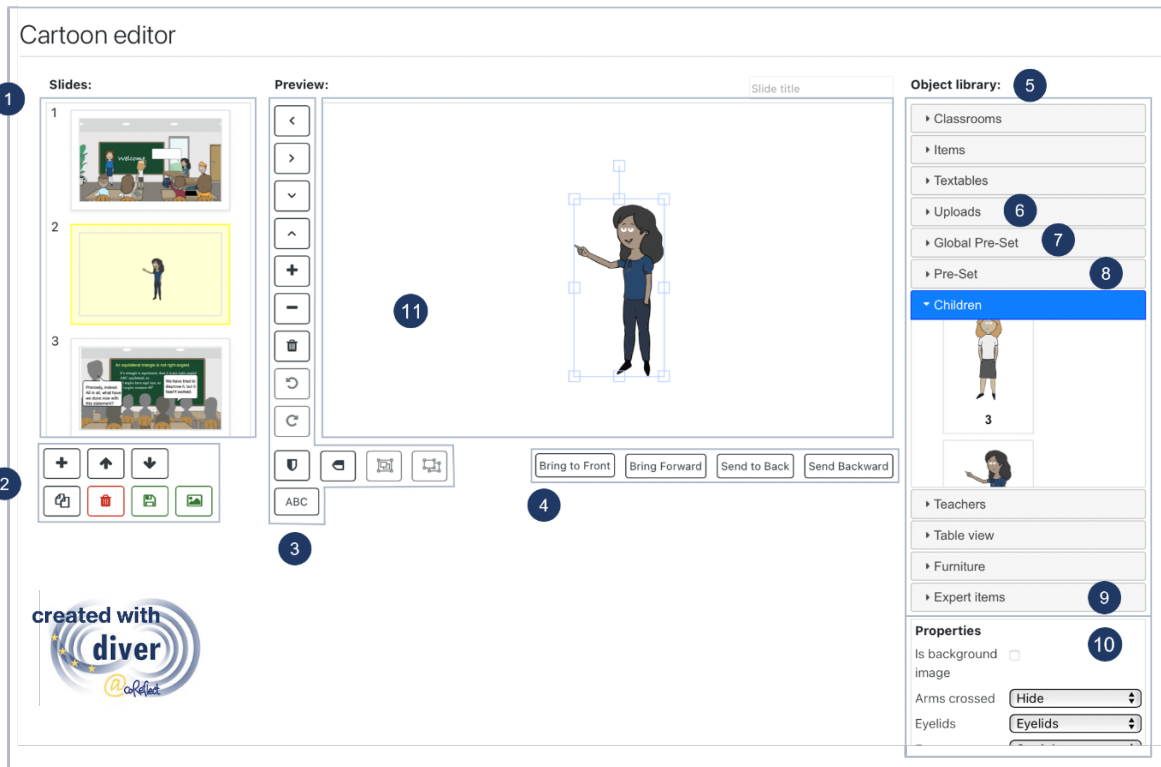 Cartoon editor
Slides:
Preview:
Slide title
Object library:
5
1
1
Welcome
2
3
An equilateral triangle is not right-angled
Precisely, indeed.
All in all, what have
we done now with
this statement?
We have tried to
disprove it, but it
hasn't worked.
11
Classrooms
Items
Textables
Uploads
6
Global Pre-Set
7
Pre-Set
8
Children
3
Teachers
Table view
Furniture
Expert items
9
2
ABC
3
Bring to Front
Bring Forward
Send to Back
Send Backward
4
created with
diver
@coReflect
Properties
10
Is background
image
Arms crossed
Hide
Eyelids
Eyelids